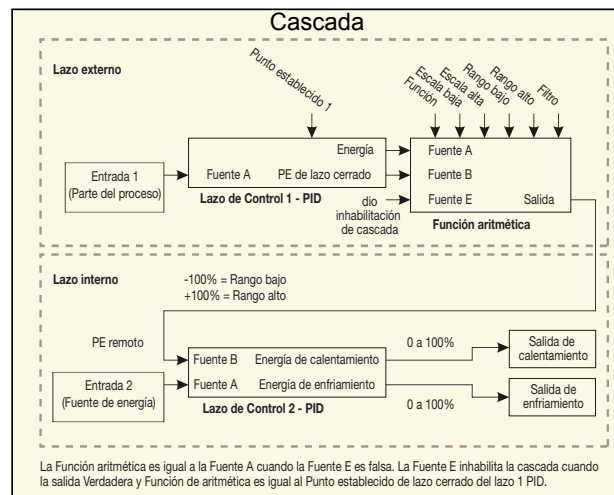 Cascada
Lazo externo
Punto establecido 1
Función
Escala baja
Escala alta
Rango bajo
Rango alto
Filtro
Entrada 1
(Parte del proceso)
Energía
Fuente A
PE de lazo cerrado
Lazo de Control 1 - PID
Fuente A
Fuente B
Fuente E
Salida
dio
inhabilitación
de cascada
Función aritmética
Lazo interno
-100% = Rango bajo
+100% = Rango alto
PE remoto
Entrada 2
(Fuente de energía)
Fuente B
Energía de calentamiento
Fuente A
Energía de enfriamiento
Lazo de Control 2 - PID
0 a 100%
Salida de
calentamiento
0 a 100%
Salida de
enfriamiento
La Función aritmética es igual a la Fuente A cuando la Fuente E es falsa. La Fuente E inhabilita la cascada cuando
la salida Verdadera y Función de aritmética es igual al Punto establecido de lazo cerrado del lazo 1 PID.